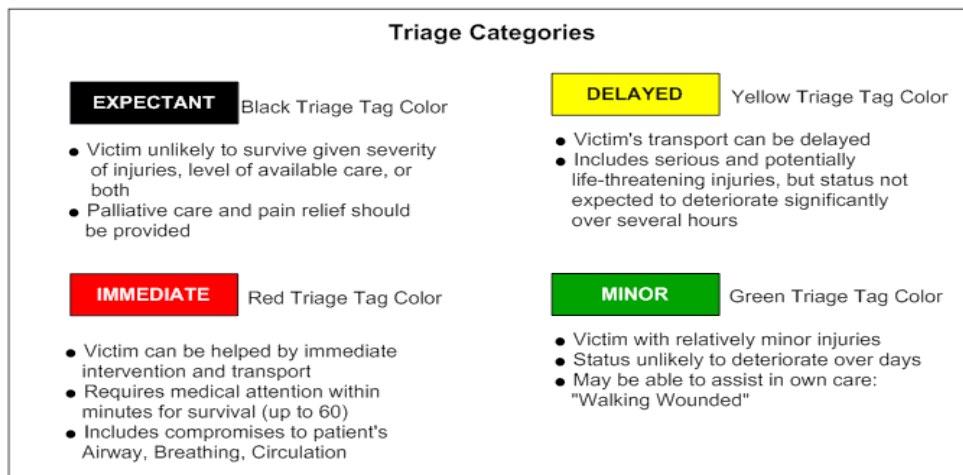 Triage Categories
EXPECTANT Black Triage Tag Color
● Victim unlikely to survive given severity
of injuries, level of available care, or
both
● Palliative care and pain relief should
be provided
DELAYED Yellow Triage Tag Color
● Victim's transport can be delayed
● Includes serious and potentially
life-threatening injuries, but status not
expected to deteriorate significantly
over several hours
IMMEDIATE Red Triage Tag Color
● Victim can be helped by immediate
intervention and transport
● Requires medical attention within
minutes for survival (up to 60)
● Includes compromises to patient's
Airway, Breathing, Circulation
MINOR Green Triage Tag Color
● Victim with relatively minor injuries
● Status unlikely to deteriorate over days
● May be able to assist in own care:
"Walking Wounded"